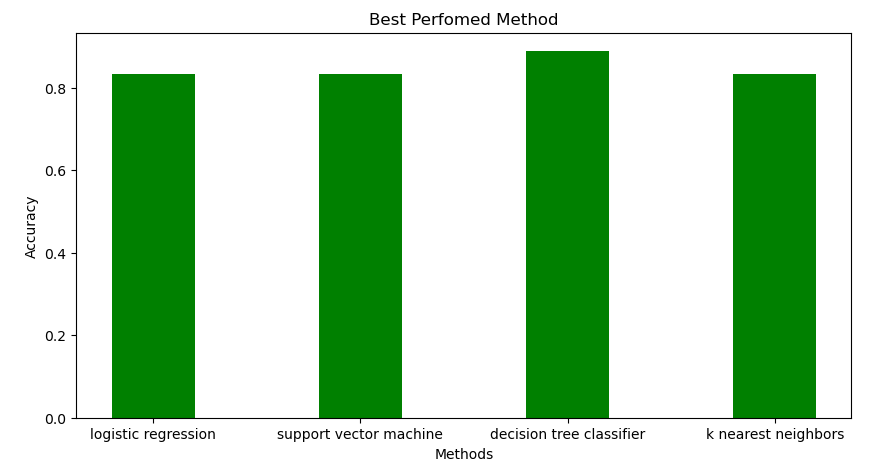 Best Perfomed Method
0.8
0.6
0.4
0.2
0.0
Accuracy
logistic regression support vector machine decision tree classifier k nearest neighbors
Methods